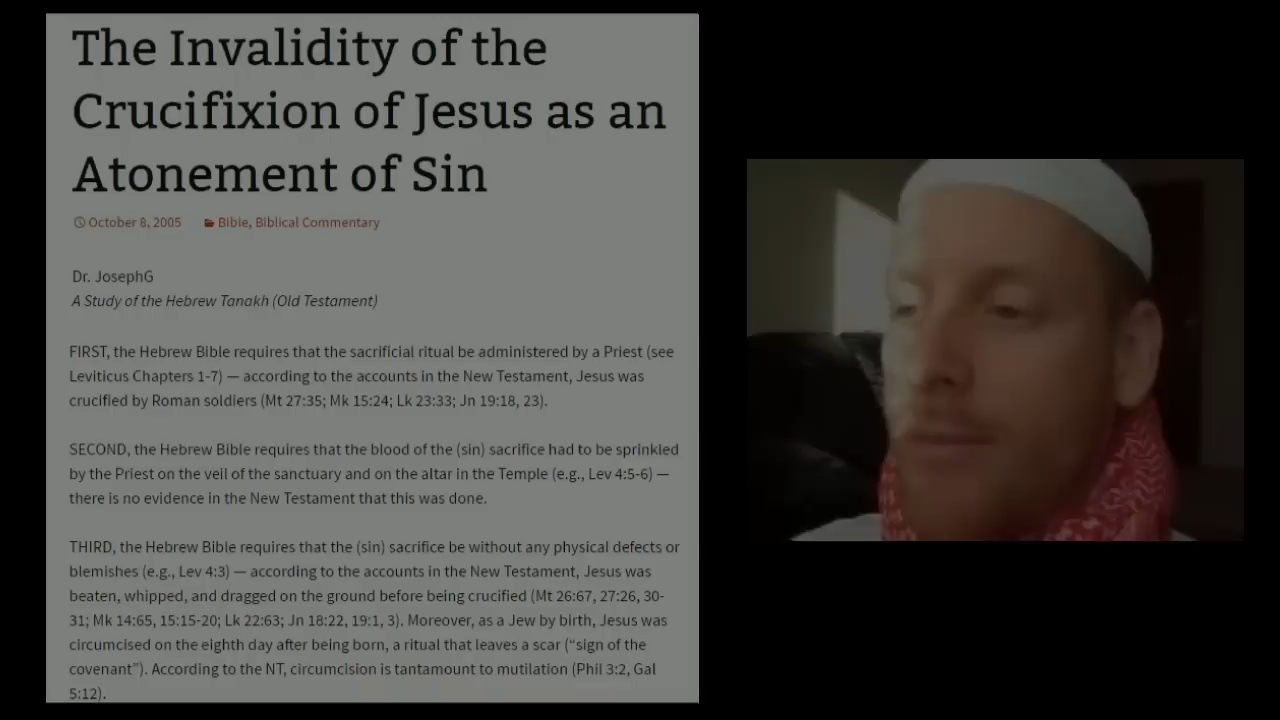 The Invalidity of the
Crucifixion of Jesus as an
Atonement of Sin
October 8, 2005 Bible, Biblical Commentary
Dr. JosephG
A Study of the Hebrew Tanakh (Old Testament)
FIRST, the Hebrew Bible requires that the sacrificial ritual be administered by a Priest (see
Leviticus Chapters 1-7) — according to the accounts in the New Testament, Jesus was
crucified by Roman soldiers (Mt 27:35; Mk 15:24; Lk 23:33; Jn 19:18, 23).
SECOND, the Hebrew Bible requires that the blood of the (sin) sacrifice had to be sprinkled
by the Priest on the veil of the sanctuary and on the altar in the Temple (e.g., Lev 4:5-6) —
there is no evidence in the New Testament that this was done.
THIRD, the Hebrew Bible requires that the (sin) sacrifice be without any physical defects or
blemishes (e.g., Lev 4:3) — according to the accounts in the New Testament, Jesus was
beaten, whipped, and dragged on the ground before being crucified (Mt 26:67, 27:26, 30-
31; Mk 14:65, 15:15-20; Lk 22:63; Jn 18:22, 19:1, 3). Moreover, as a Jew by birth, Jesus was
circumcised on the eighth day after being born, a ritual that leaves a scar (“sign of the
covenant”). According to the NT, circumcision is tantamount to mutilation (Phil 3:2, Gal
5:12).